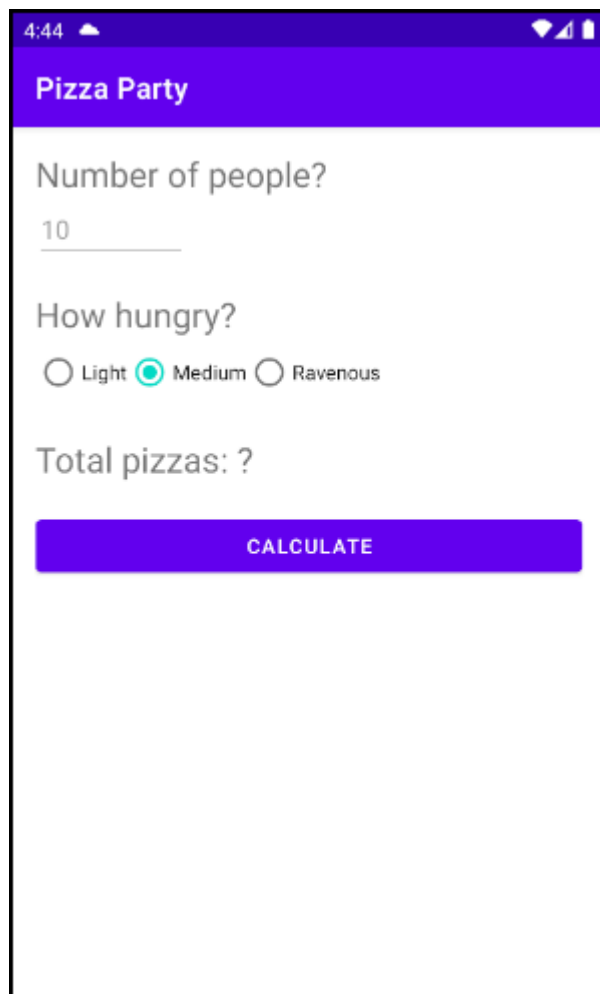 4:44
Pizza Party
Number of people?
10
How hungry?
Light Medium Ravenous
Total pizzas: ?
CALCULATE